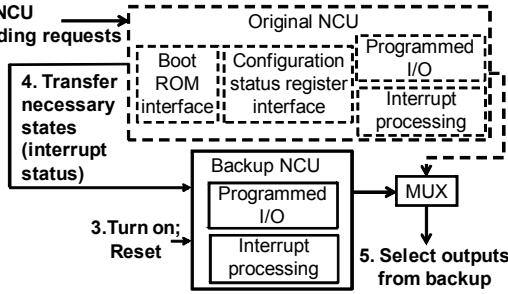 NCU
ding requests
Original NCU
Boot
ROM
interface
Configuration
status register
interface
Programmed
I/O
Interrupt
processing
4. Transfer
necessary
states
(interrupt
status)
Backup NCU
Programmed
I/O
Interrupt
processing
3.Turn on;
Reset
MUX
5. Select outputs
from backup